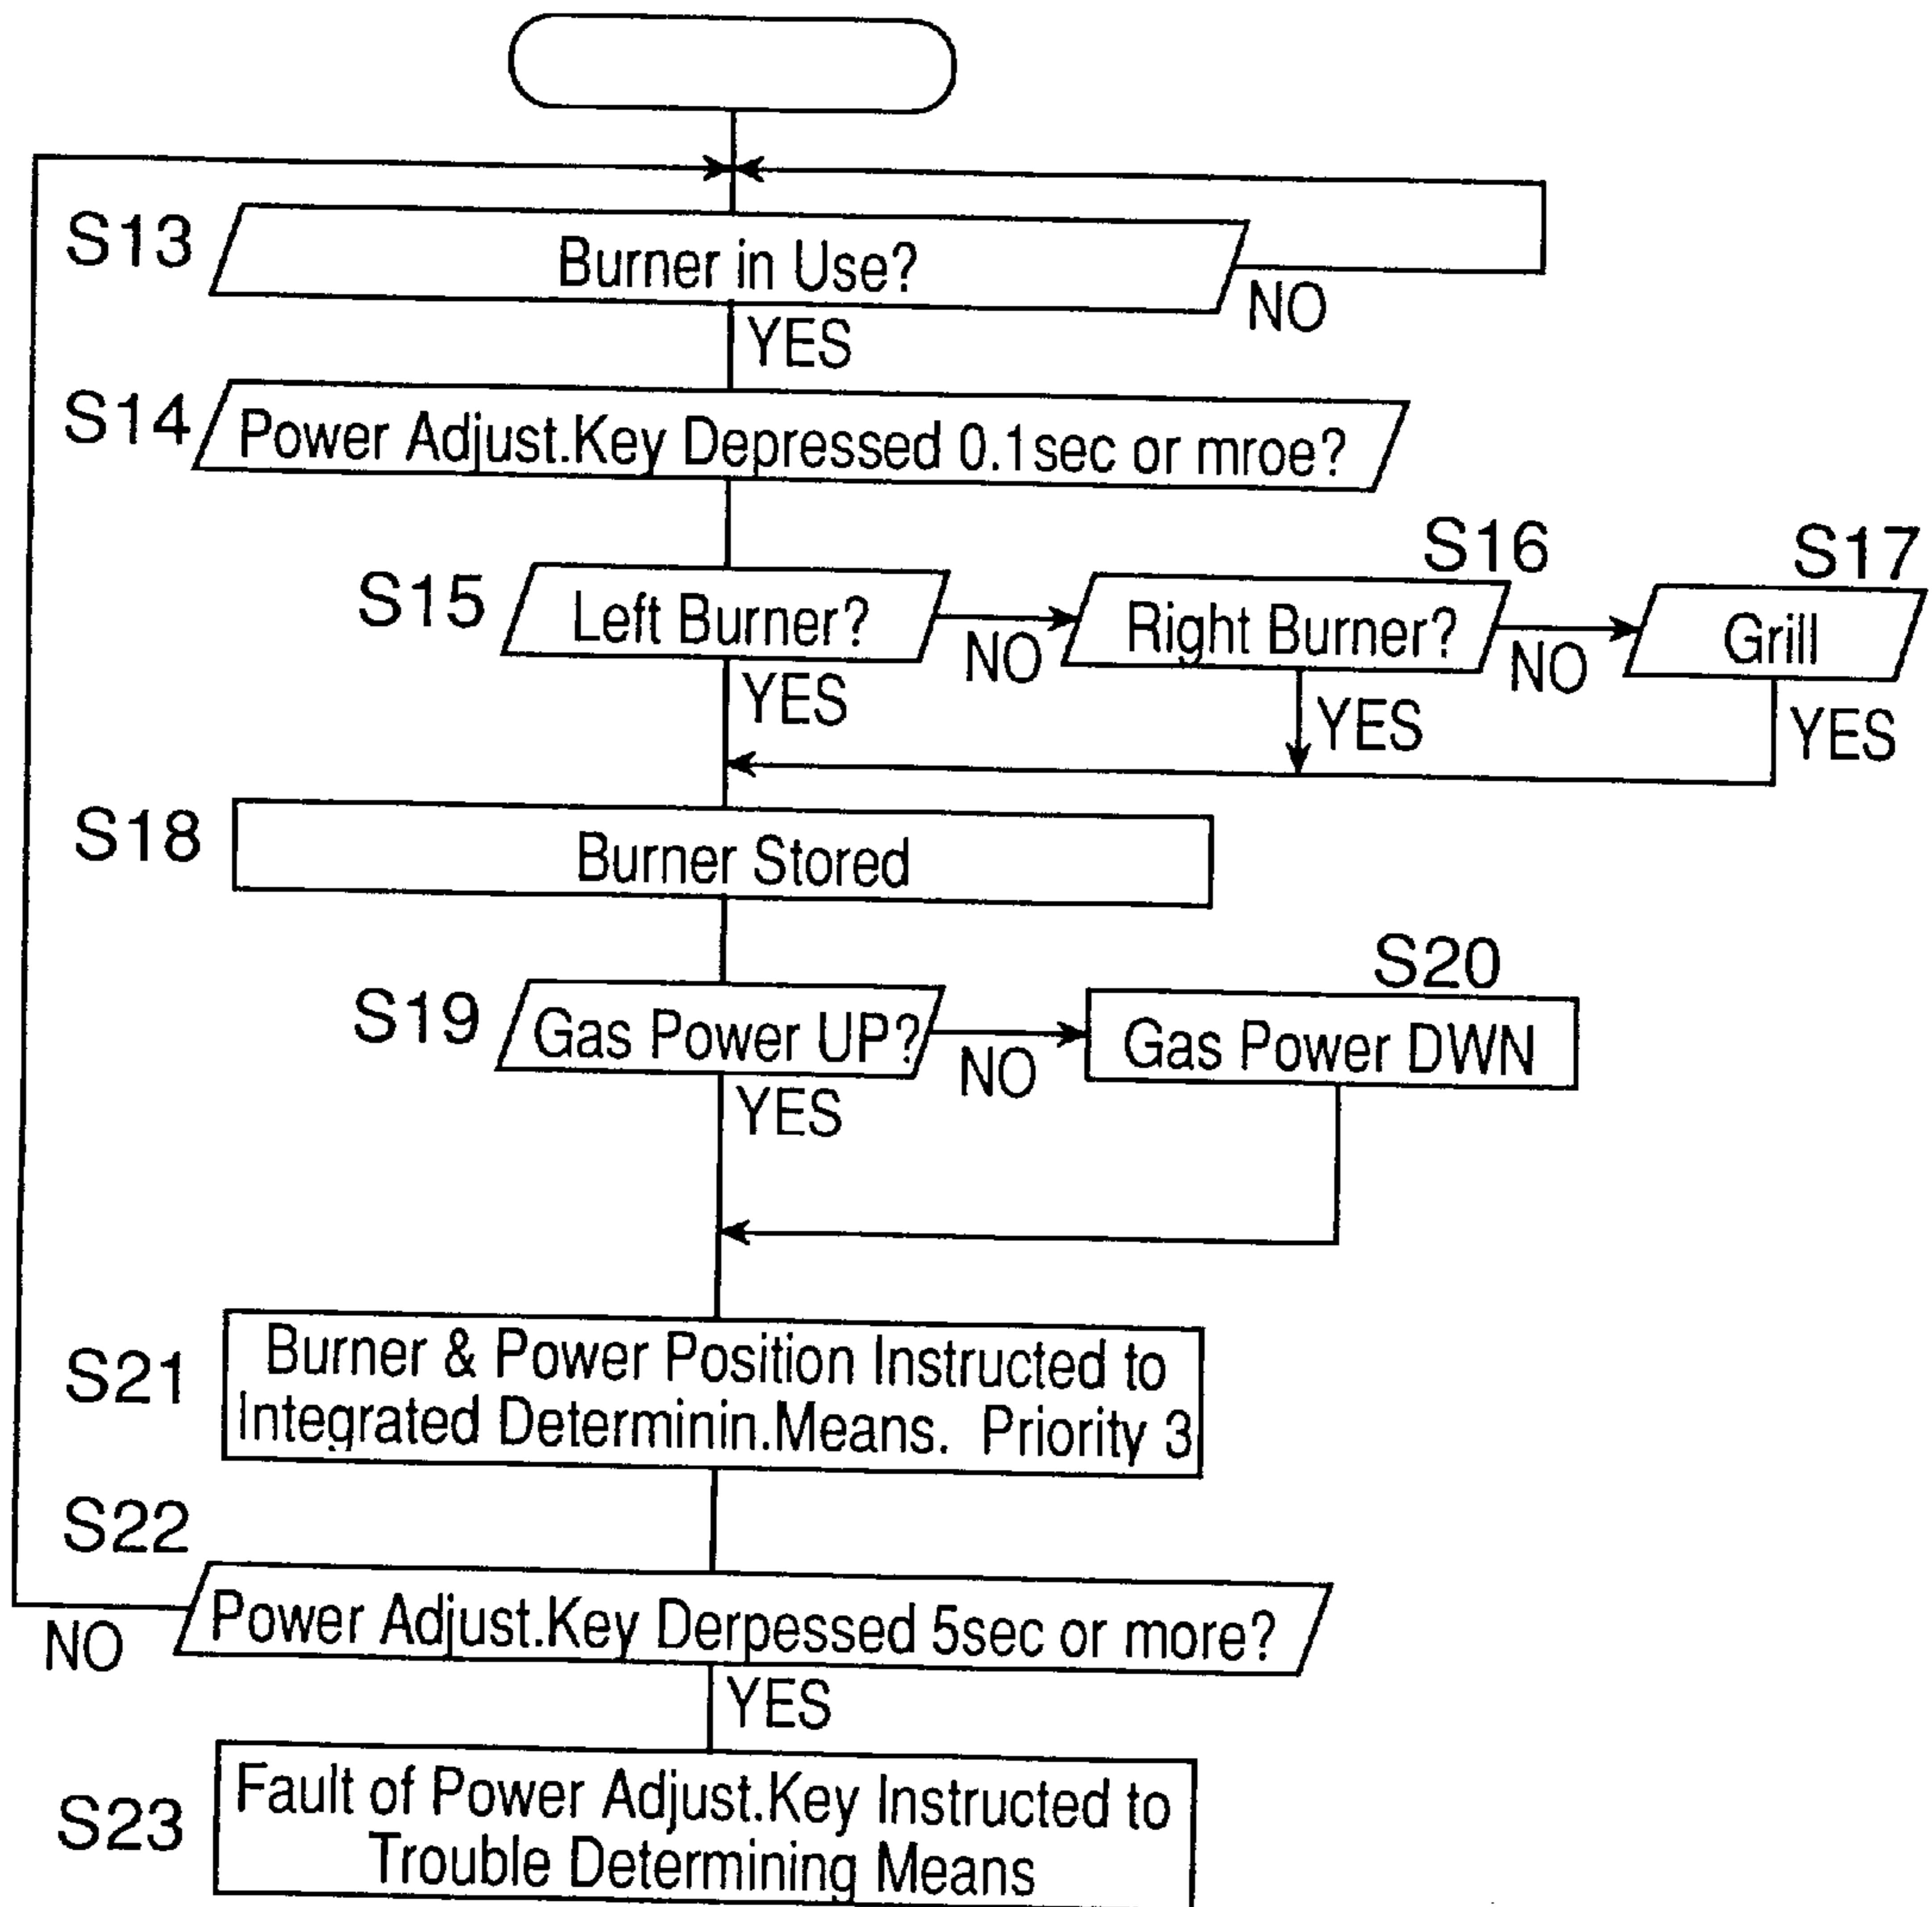 S13
Burner in Use?
NO
YES
S14
Power Adjust.Key Depressed 0.1sec or mroe?
S15
Left Burner?
NO
YES
S16
Right Burner?
NO
YES
S17
Grill
YES
S18
Burner Stored
S19
Gas Power UP?
NO
YES
S20
Gas Power DWN
S21
Burner & Power Position Instructed to
Integrated Determinin.Means. Priority 3
S22
Power Adjust.Key Derpessed 5sec or more?
NO
YES
S23
Fault of Power Adjust.Key Instructed to
Trouble Determining Means